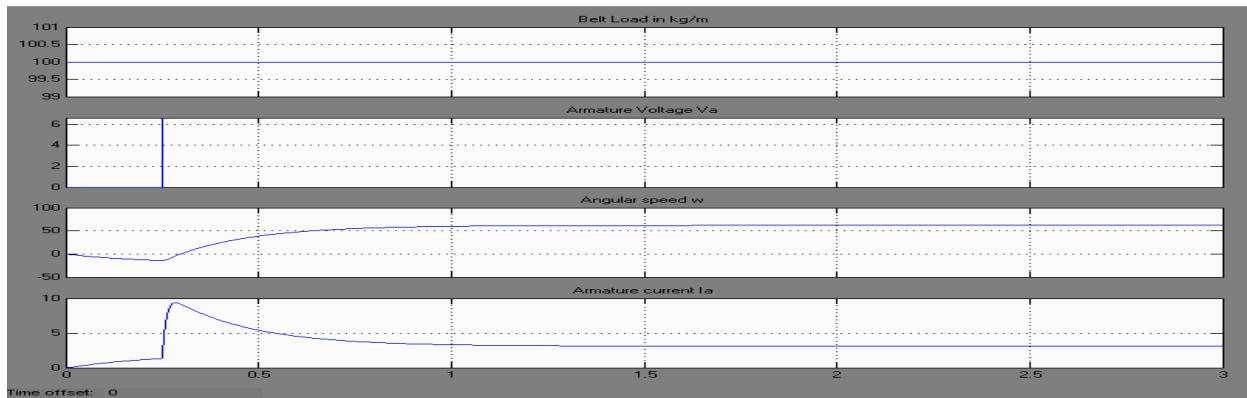 Belt Load in kg/m
101
100.5
100
99.5
99
Armature Voltage Va
6
4
2
0
Angular speed w
100
50
0
-50
Armature current Ia
10
5
0
0 0.5 1 1.5 2 2.5 3
Time offset: 0